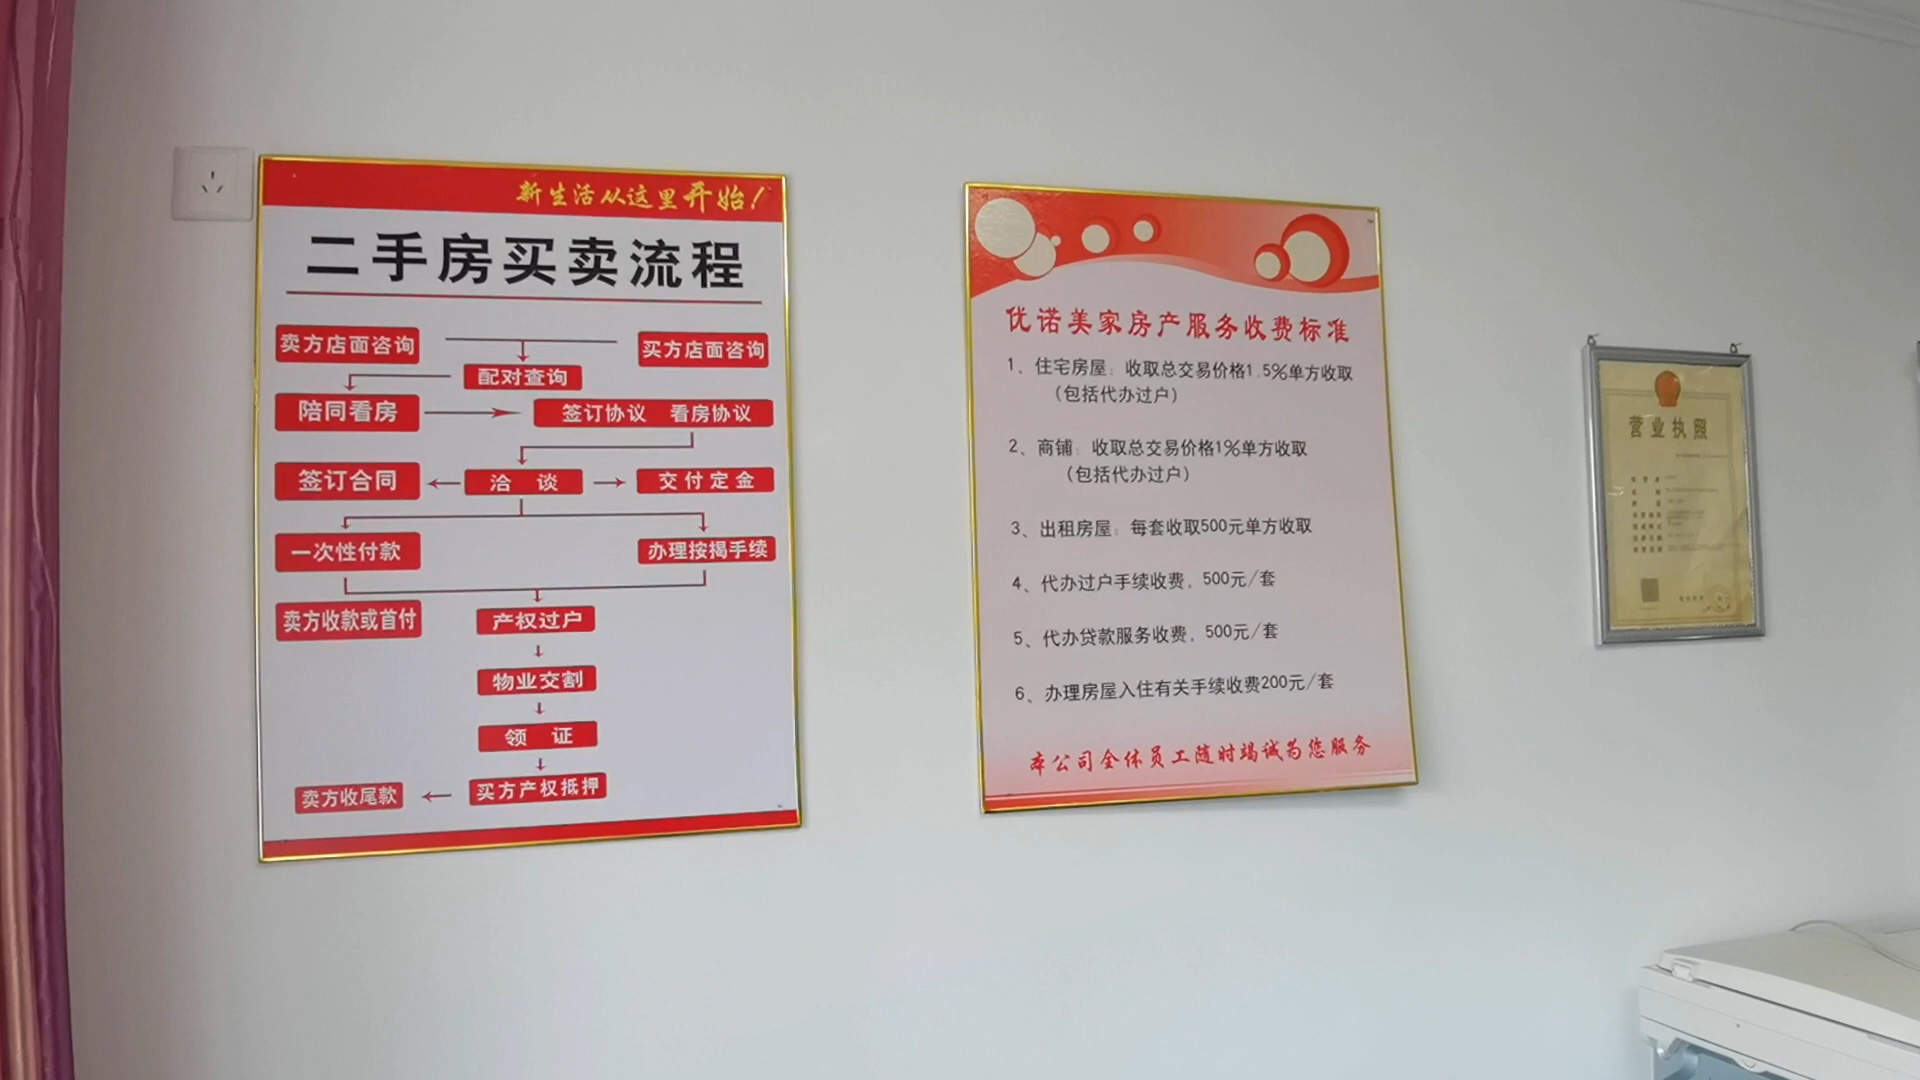 新生活从这里开始!
二手房买卖流程
卖方店面咨询
买方店面咨询
配对查询
陪同看房
签订协议 看房协议
签订合同
洽 谈
交付定金
一次性付款
办理按揭手续
卖方收款或首付
产权过户
物业交割
领 证
买方产权抵押
卖方收尾款
优诺美家房产服务收费标准
1、住宅房屋：收取总交易价格1.5%单方收取
（包括代办过户）
2、商铺：收取总交易价格1%单方收取
（包括代办过户）
3、出租房屋：每套收取500元单方收取
4、代办过户手续收费，500元/套
5、代办贷款服务收费，500元/套
6、办理房屋入住有关手续收费200元/套
本公司全体员工随时竭诚为您服务
营业执照